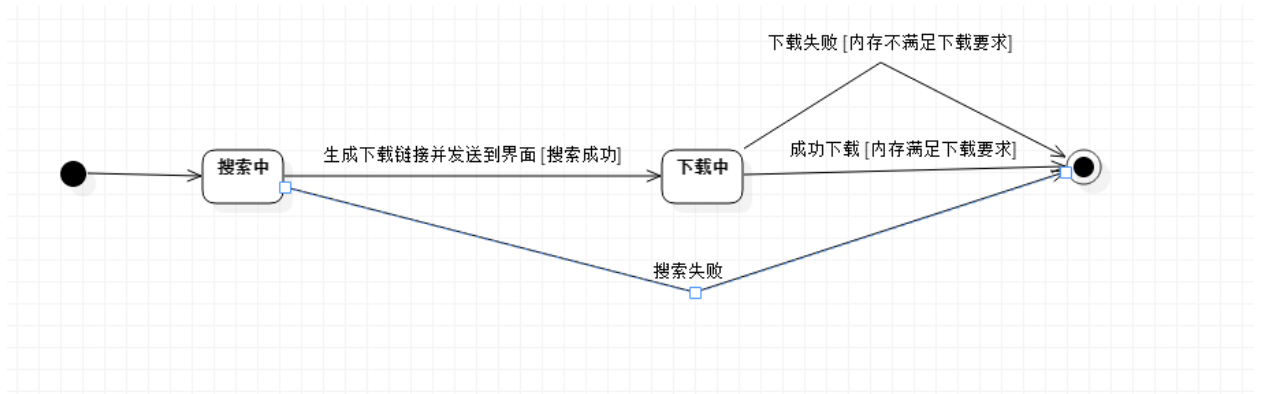 下载失败 [内存不满足下载要求]
生成下载链接并发送到界面 [搜索成功]
成功下载 [内存满足下载要求]
搜索中
下载中
搜索失败